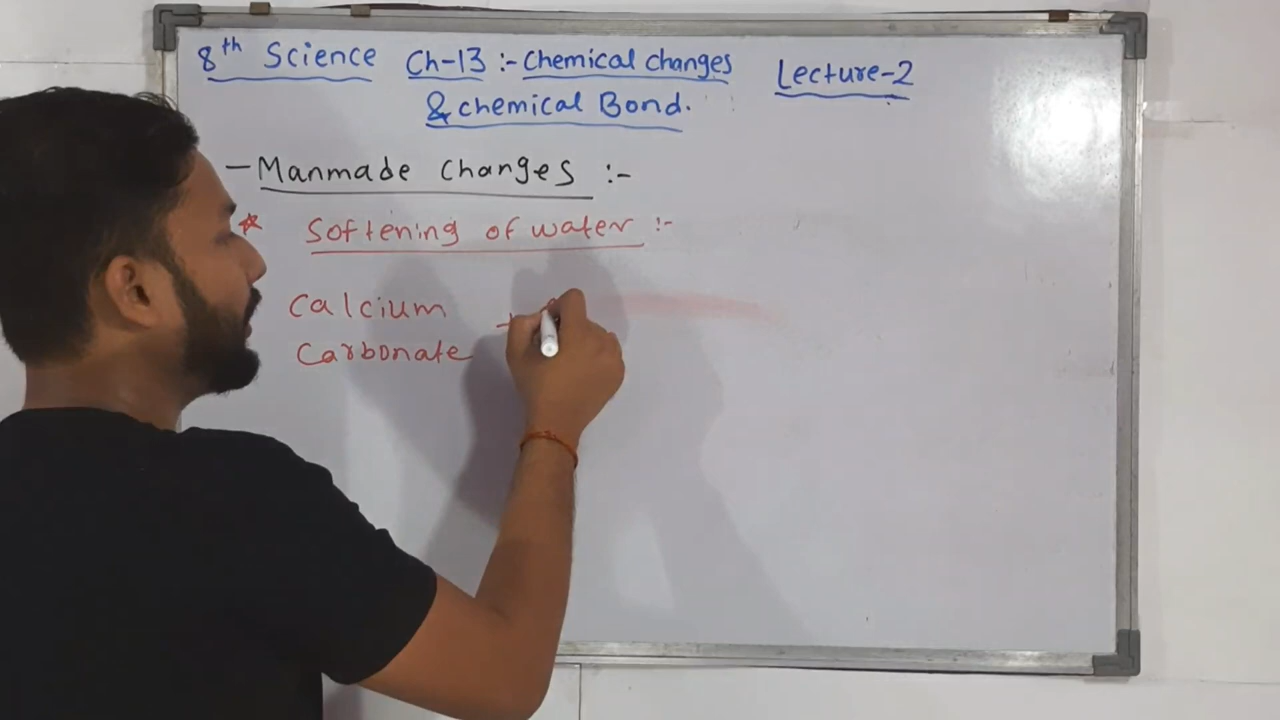 8th Science Ch-13 :- Chemical changes Lecture-2
& chemical Bond.
- Manmade changes :-
* Softening of water :-
Calcium +
Carbonate